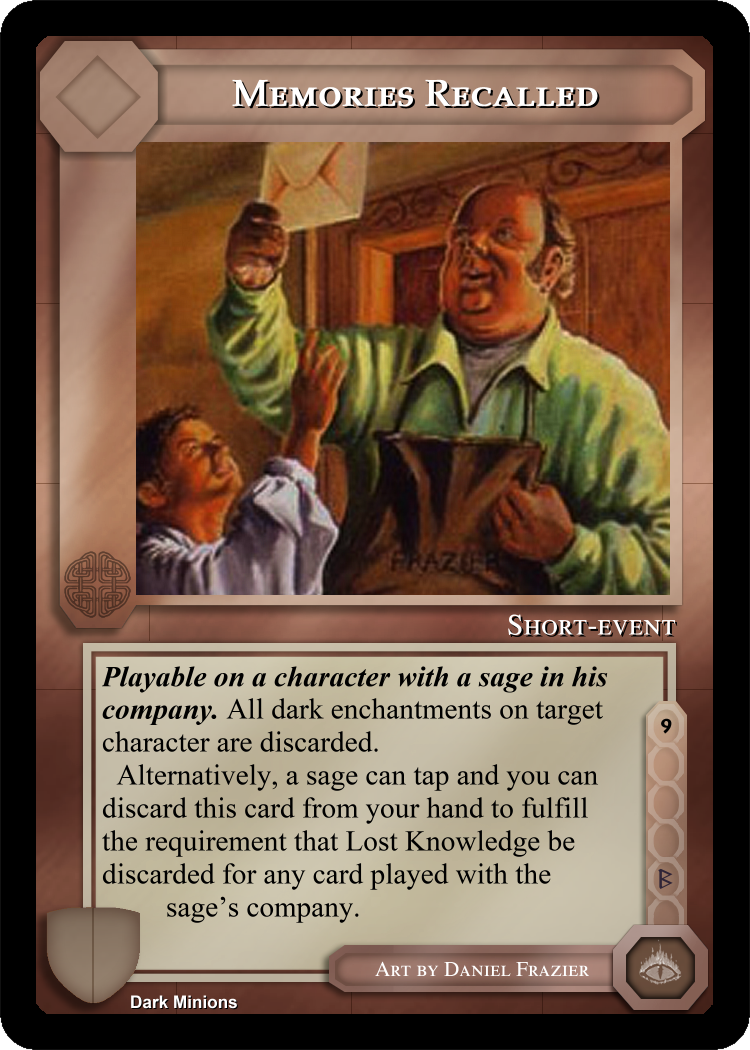 Memories Recalled
FRAZIER
Short-event
Playable on a character with a sage in his
company. All dark enchantments on target
character are discarded.
Alternatively, a sage can tap and you can
discard this card from your hand to fulfill
the requirement that Lost Knowledge be
discarded for any card played with the
sage's company.
9
B
Art by Daniel Frazier
Dark Minions